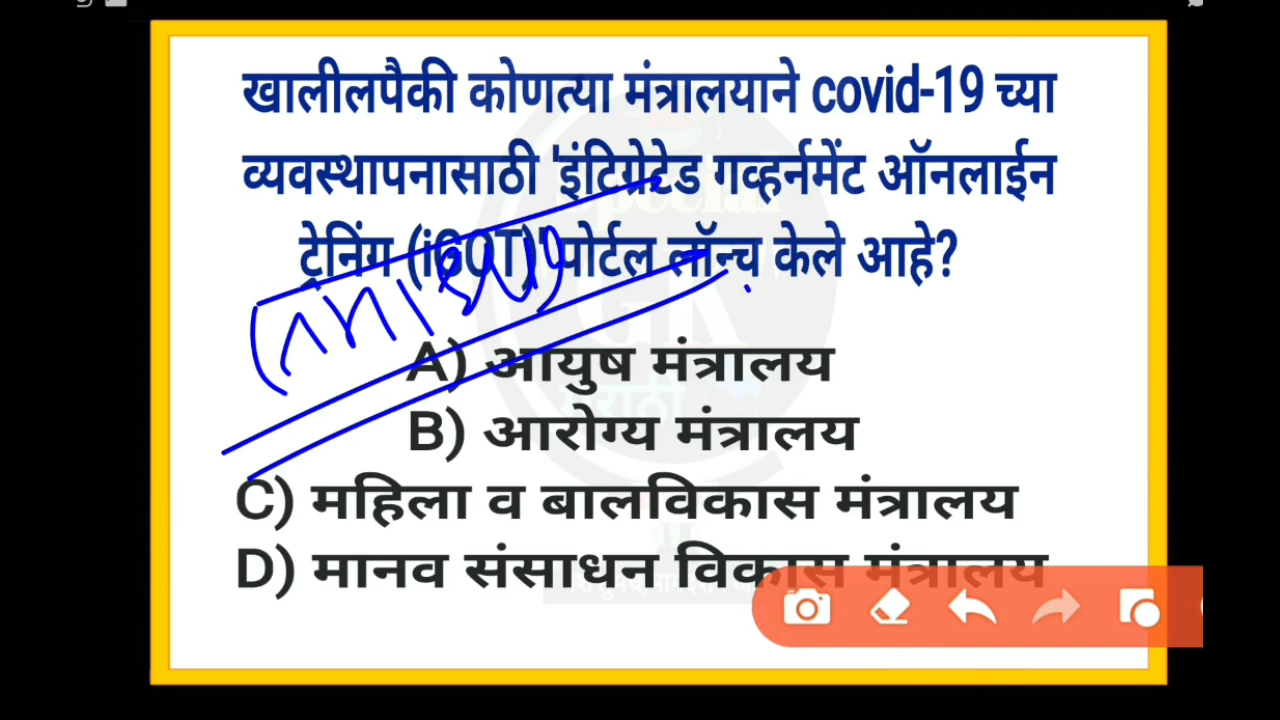 खालीलपैकी कोणत्या मंत्रालयाने covid-19 च्या
व्यवस्थापनासाठी 'इंटिग्रेटेड गव्हर्नमेंट ऑनलाईन
ट्रेनिंग (iGOT)' पोर्टल लॉन्च केले आहे?
A) आयुष मंत्रालय
B) आरोग्य मंत्रालय
C) महिला व बालविकास मंत्रालय
D) मानव संसाधन विकास मंत्रालय